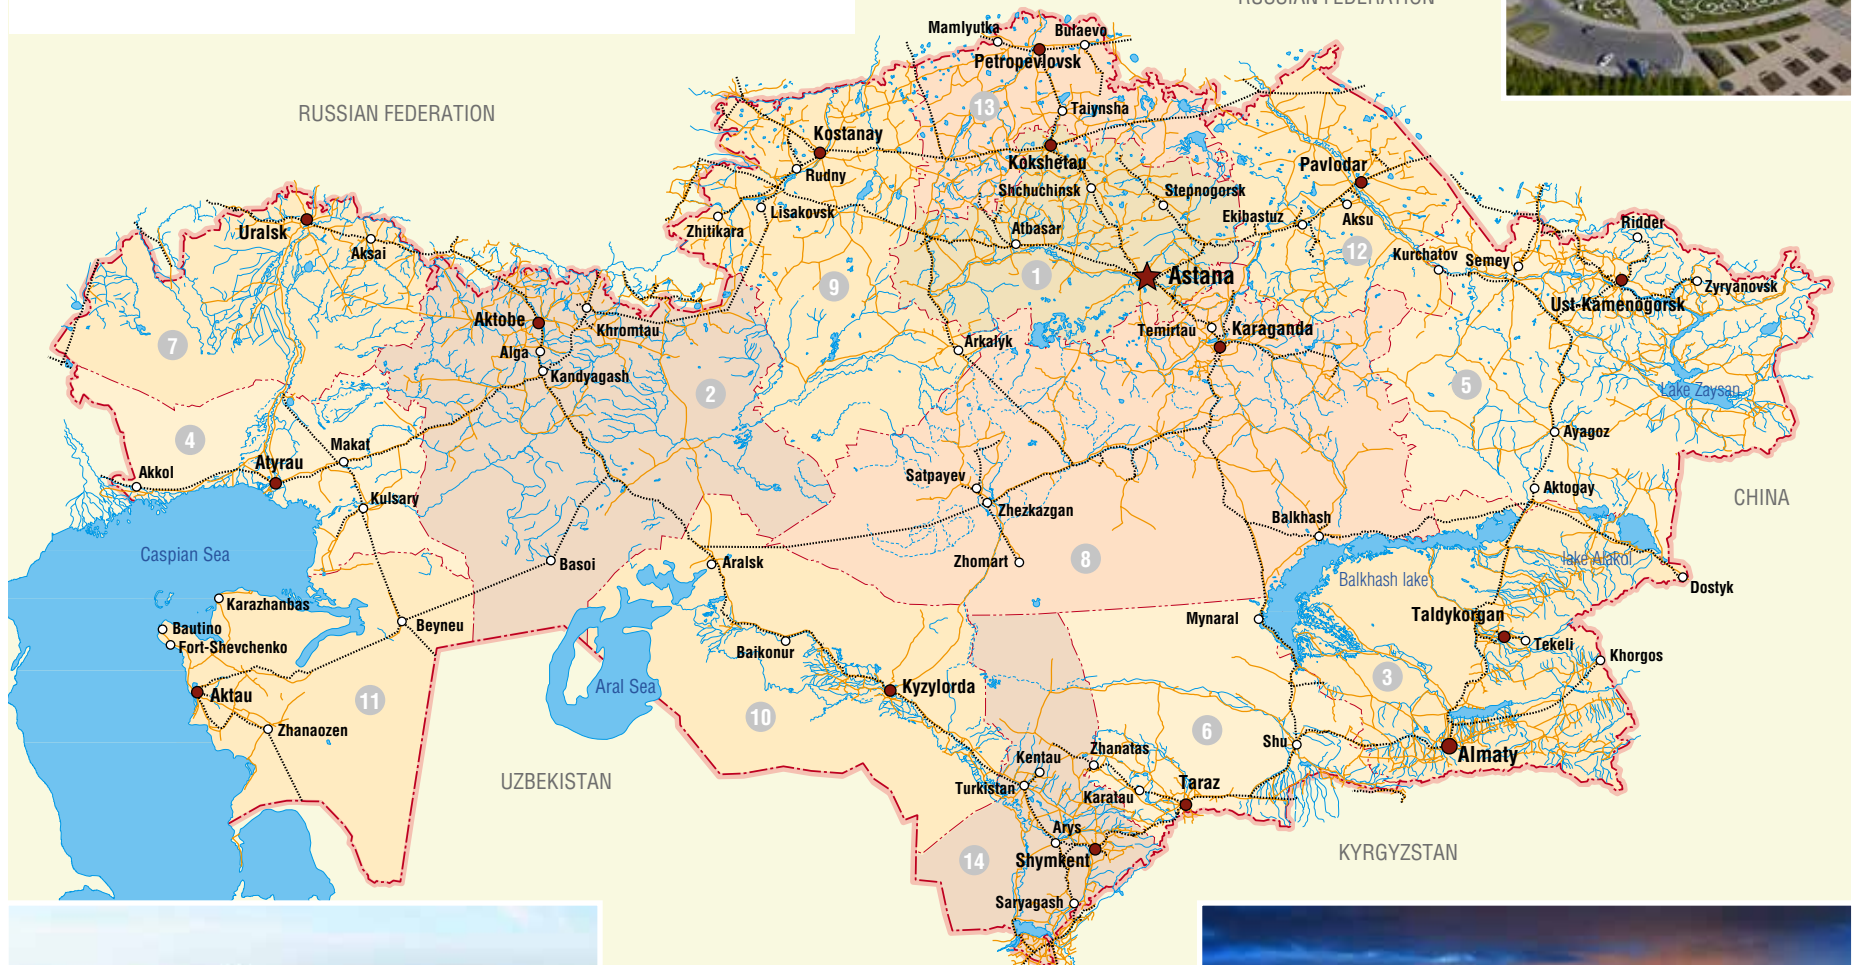 RUSSIAN FEDERATION
Mamlyutka
Bulaevo
Petropevlovsk
RUSSIAN FEDERATION
13
Taiynsha
Kostanay
Kokshetau
Rudny
Pavlodar
Shchuchinsk
Stepnogorsk
Lisakovsk
Ekibastuz
Aksu
Zhitikara
Uralsk
Atbasar
Ridder
Aksai
12
Kurchatov
Semey
1
Astana
9
Zyryanovsk
Ust-Kamenogorsk
Aktobe
Khromtau
Temirtau
Karaganda
7
Alga
Arkalyk
Kandyagash
2
5
Lake Zaysan
4
Makat
Ayagoz
Atyrau
Akkol
Satpayev
Aktogay
Kulsary
Zhezkazgan
CHINA
Balkhash
Caspian Sea
Basoi
Aralsk
Zhomart
8
lake Alakol
Balkhash lake
Dostyk
Karazhanbas
Taldykorgan
Bautino
Beyneu
Mynaral
Fort-Shevchenko
Baikonur
Tekeli
Khorgos
3
Aktau
11
Aral Sea
Kyzylorda
10
Zhanaozen
6
Shu
Zhanatas
Almaty
Kentau
UZBEKISTAN
Turkistan
Taraz
Karatau
Arys
14
Shymkent
KYRGYZSTAN
Saryagash